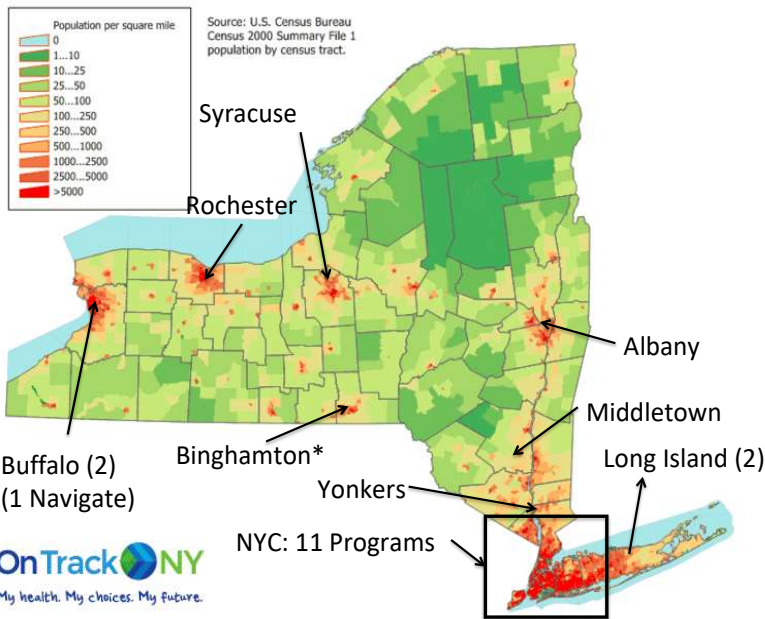 Population per square mile
0
1...10
10...25
25...50
50...100
100...250
250...500
500...1000
1000...2500
2500...5000
>5000
Source: U.S. Census Bureau
Census 2000 Summary File 1
population by census tract.
Syracuse
Rochester
Albany
Middletown
Buffalo (2)
(1 Navigate)
Binghamton*
Long Island (2)
Yonkers
NYC: 11 Programs
OnTrack NY
My health. My choices. My future.